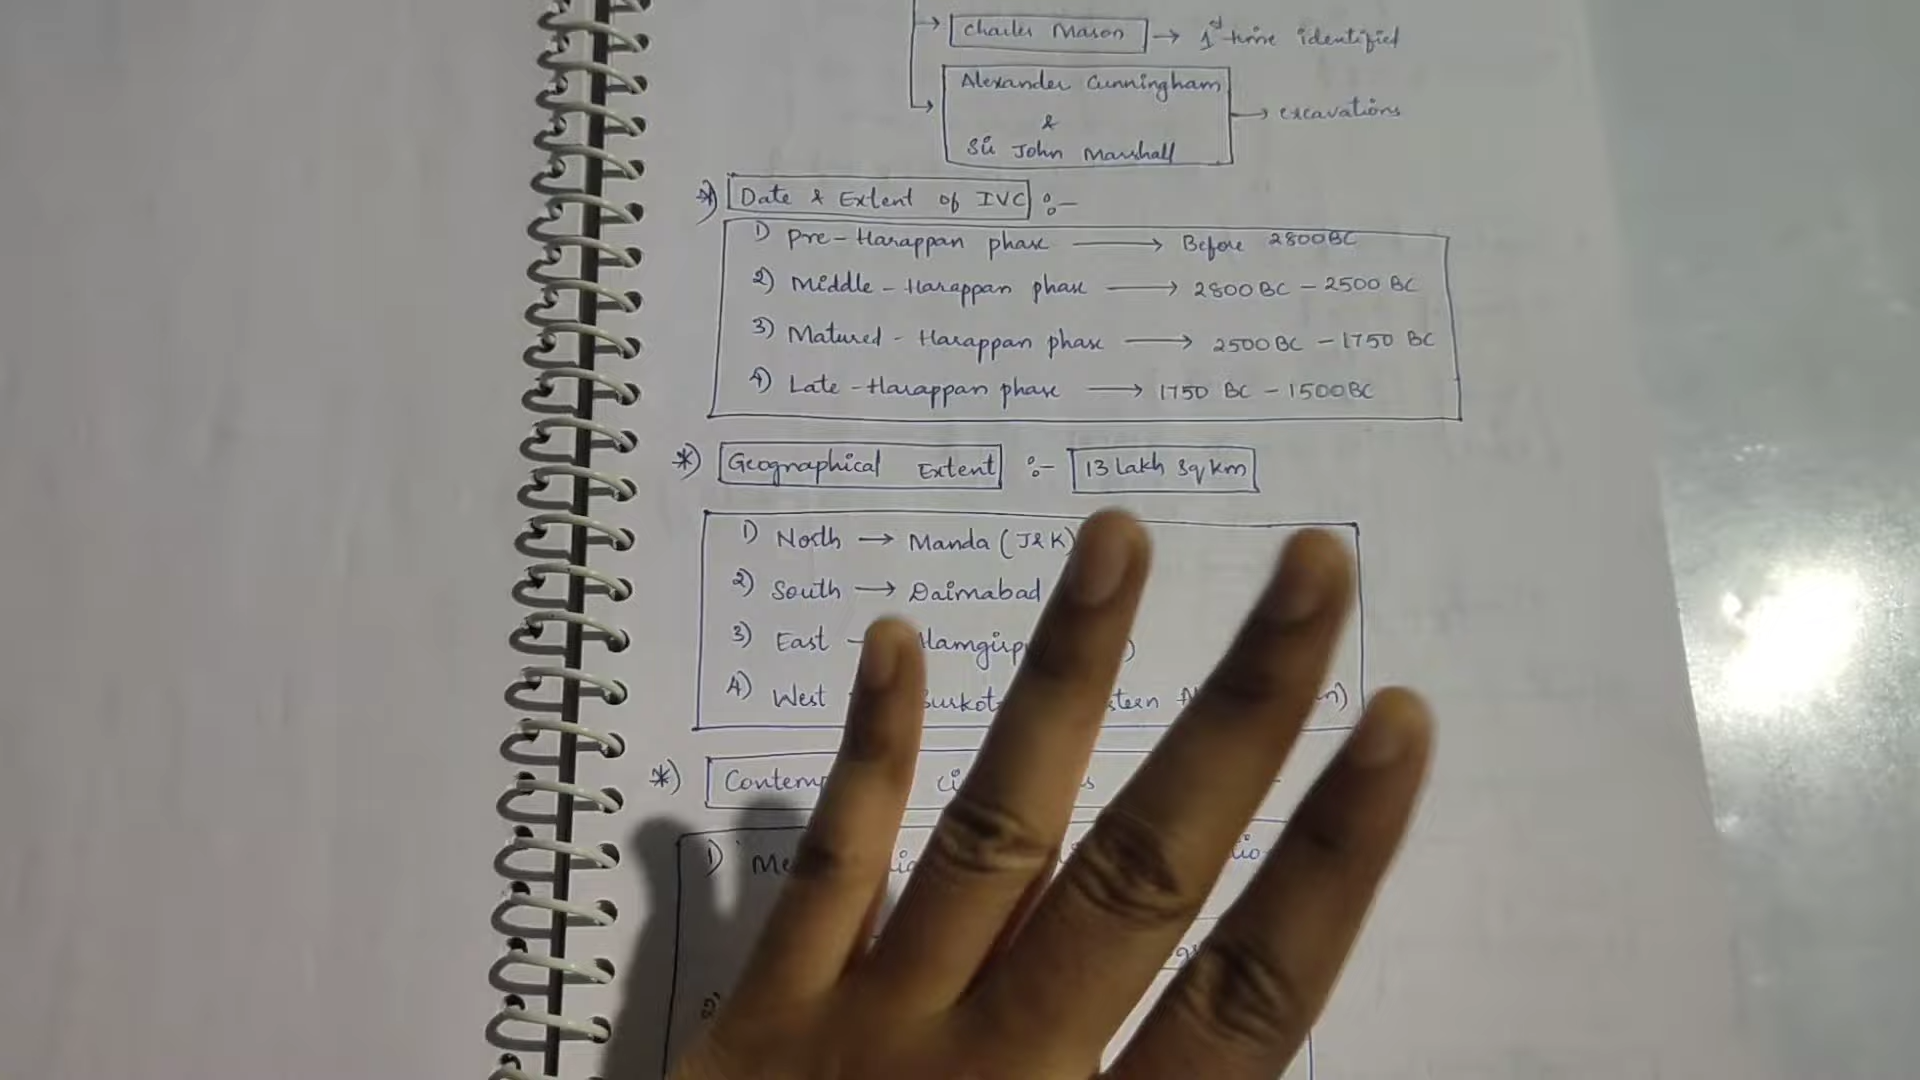 Charles Mason → 1st time identified
Alexander Cunningham
&
Sir John Marshall
→ excavations
*) Date & Extent of IVC :-
1) Pre-Harappan phase → Before 2800BC
2) Middle-Harappan phase → 2800 BC - 2500 BC
3) Matured-Harappan phase → 2500 BC - 1750 BC
4) Late-Harappan phase → 1750 BC - 1500BC
*) Geographical Extent :- 13 Lakh Sq km
1) North → Manda (J&K)
2) South → Daimabad
3) East
4) West
*)
1)